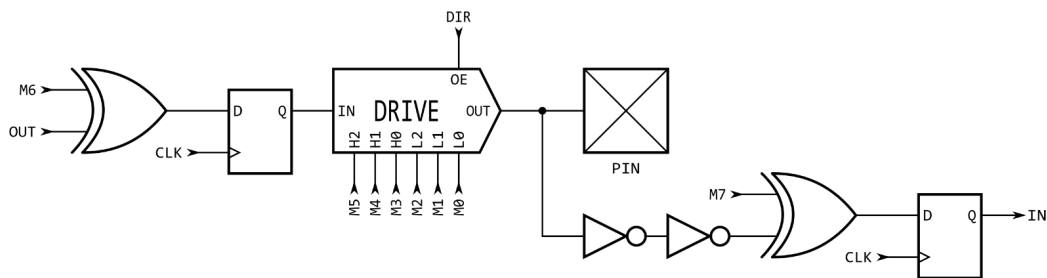 DIR
M6
OUT
CLK
D Q
IN DRIVE OUT
OE
H2 H1 H0 L2 L1 L0
M5 M4 M3 M2 M1 M0
PIN
M7
CLK
D Q
IN